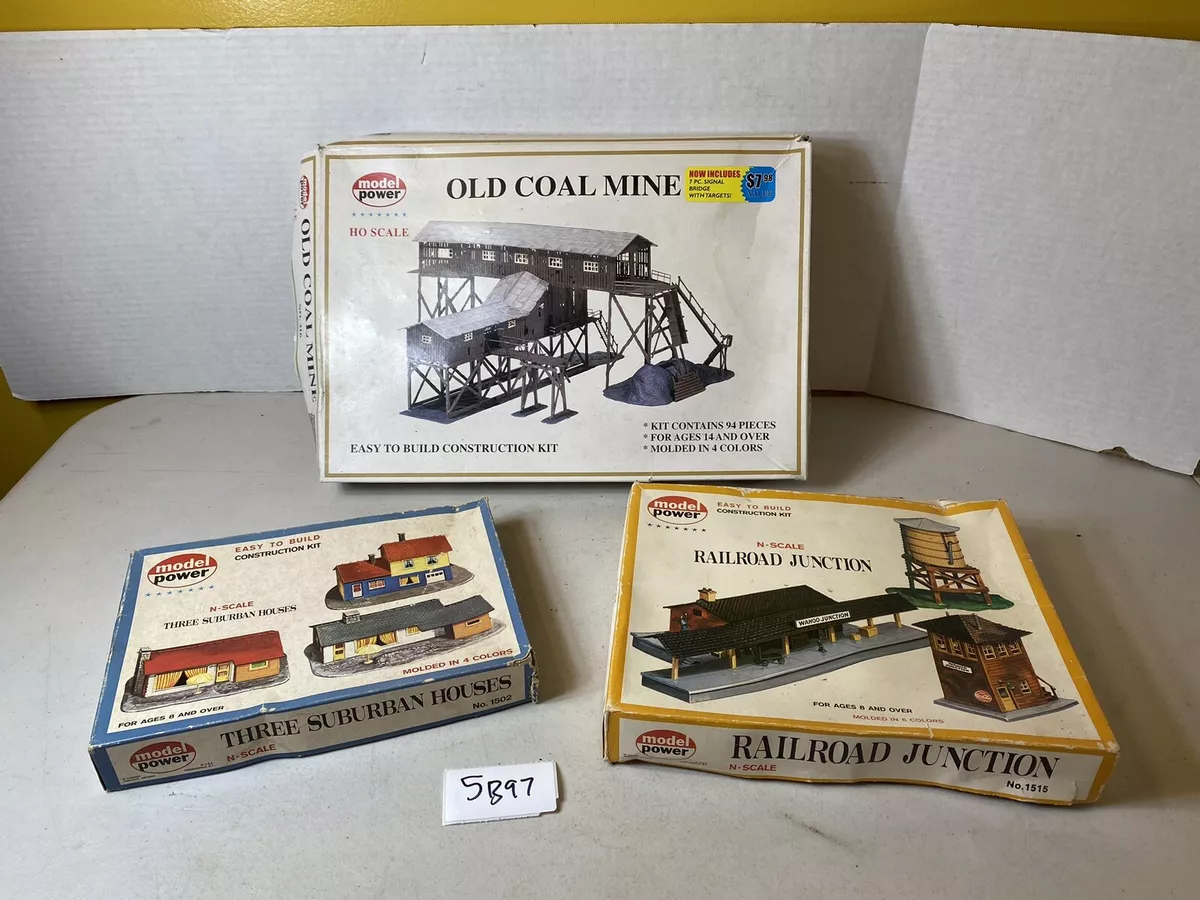 model
power
HO SCALE
OLD COAL MINE
NOW INCLUDES
7 PC. SIGNAL
BRIDGE
WITH TARGETS!
$7.98
VALUE!
EASY TO BUILD CONSTRUCTION KIT
* KIT CONTAINS 94 PIECES
* FOR AGES 14 AND OVER
* MOLDED IN 4 COLORS
model
power
OLD COAL MINE
model
power
EASY TO BUILD
CONSTRUCTION KIT
N-SCALE
THREE SUBURBAN HOUSES
MOLDED IN 4 COLORS
FOR AGES 8 AND OVER
model
power
THREE SUBURBAN HOUSES
N-SCALE
No. 1502
model
power
EASY TO BUILD
CONSTRUCTION KIT
N-SCALE
RAILROAD JUNCTION
WAHOO JUNCTION
FOR AGES 8 AND OVER
MOLDED IN 6 COLORS
model
power
RAILROAD JUNCTION
N-SCALE
No. 1515
5B97